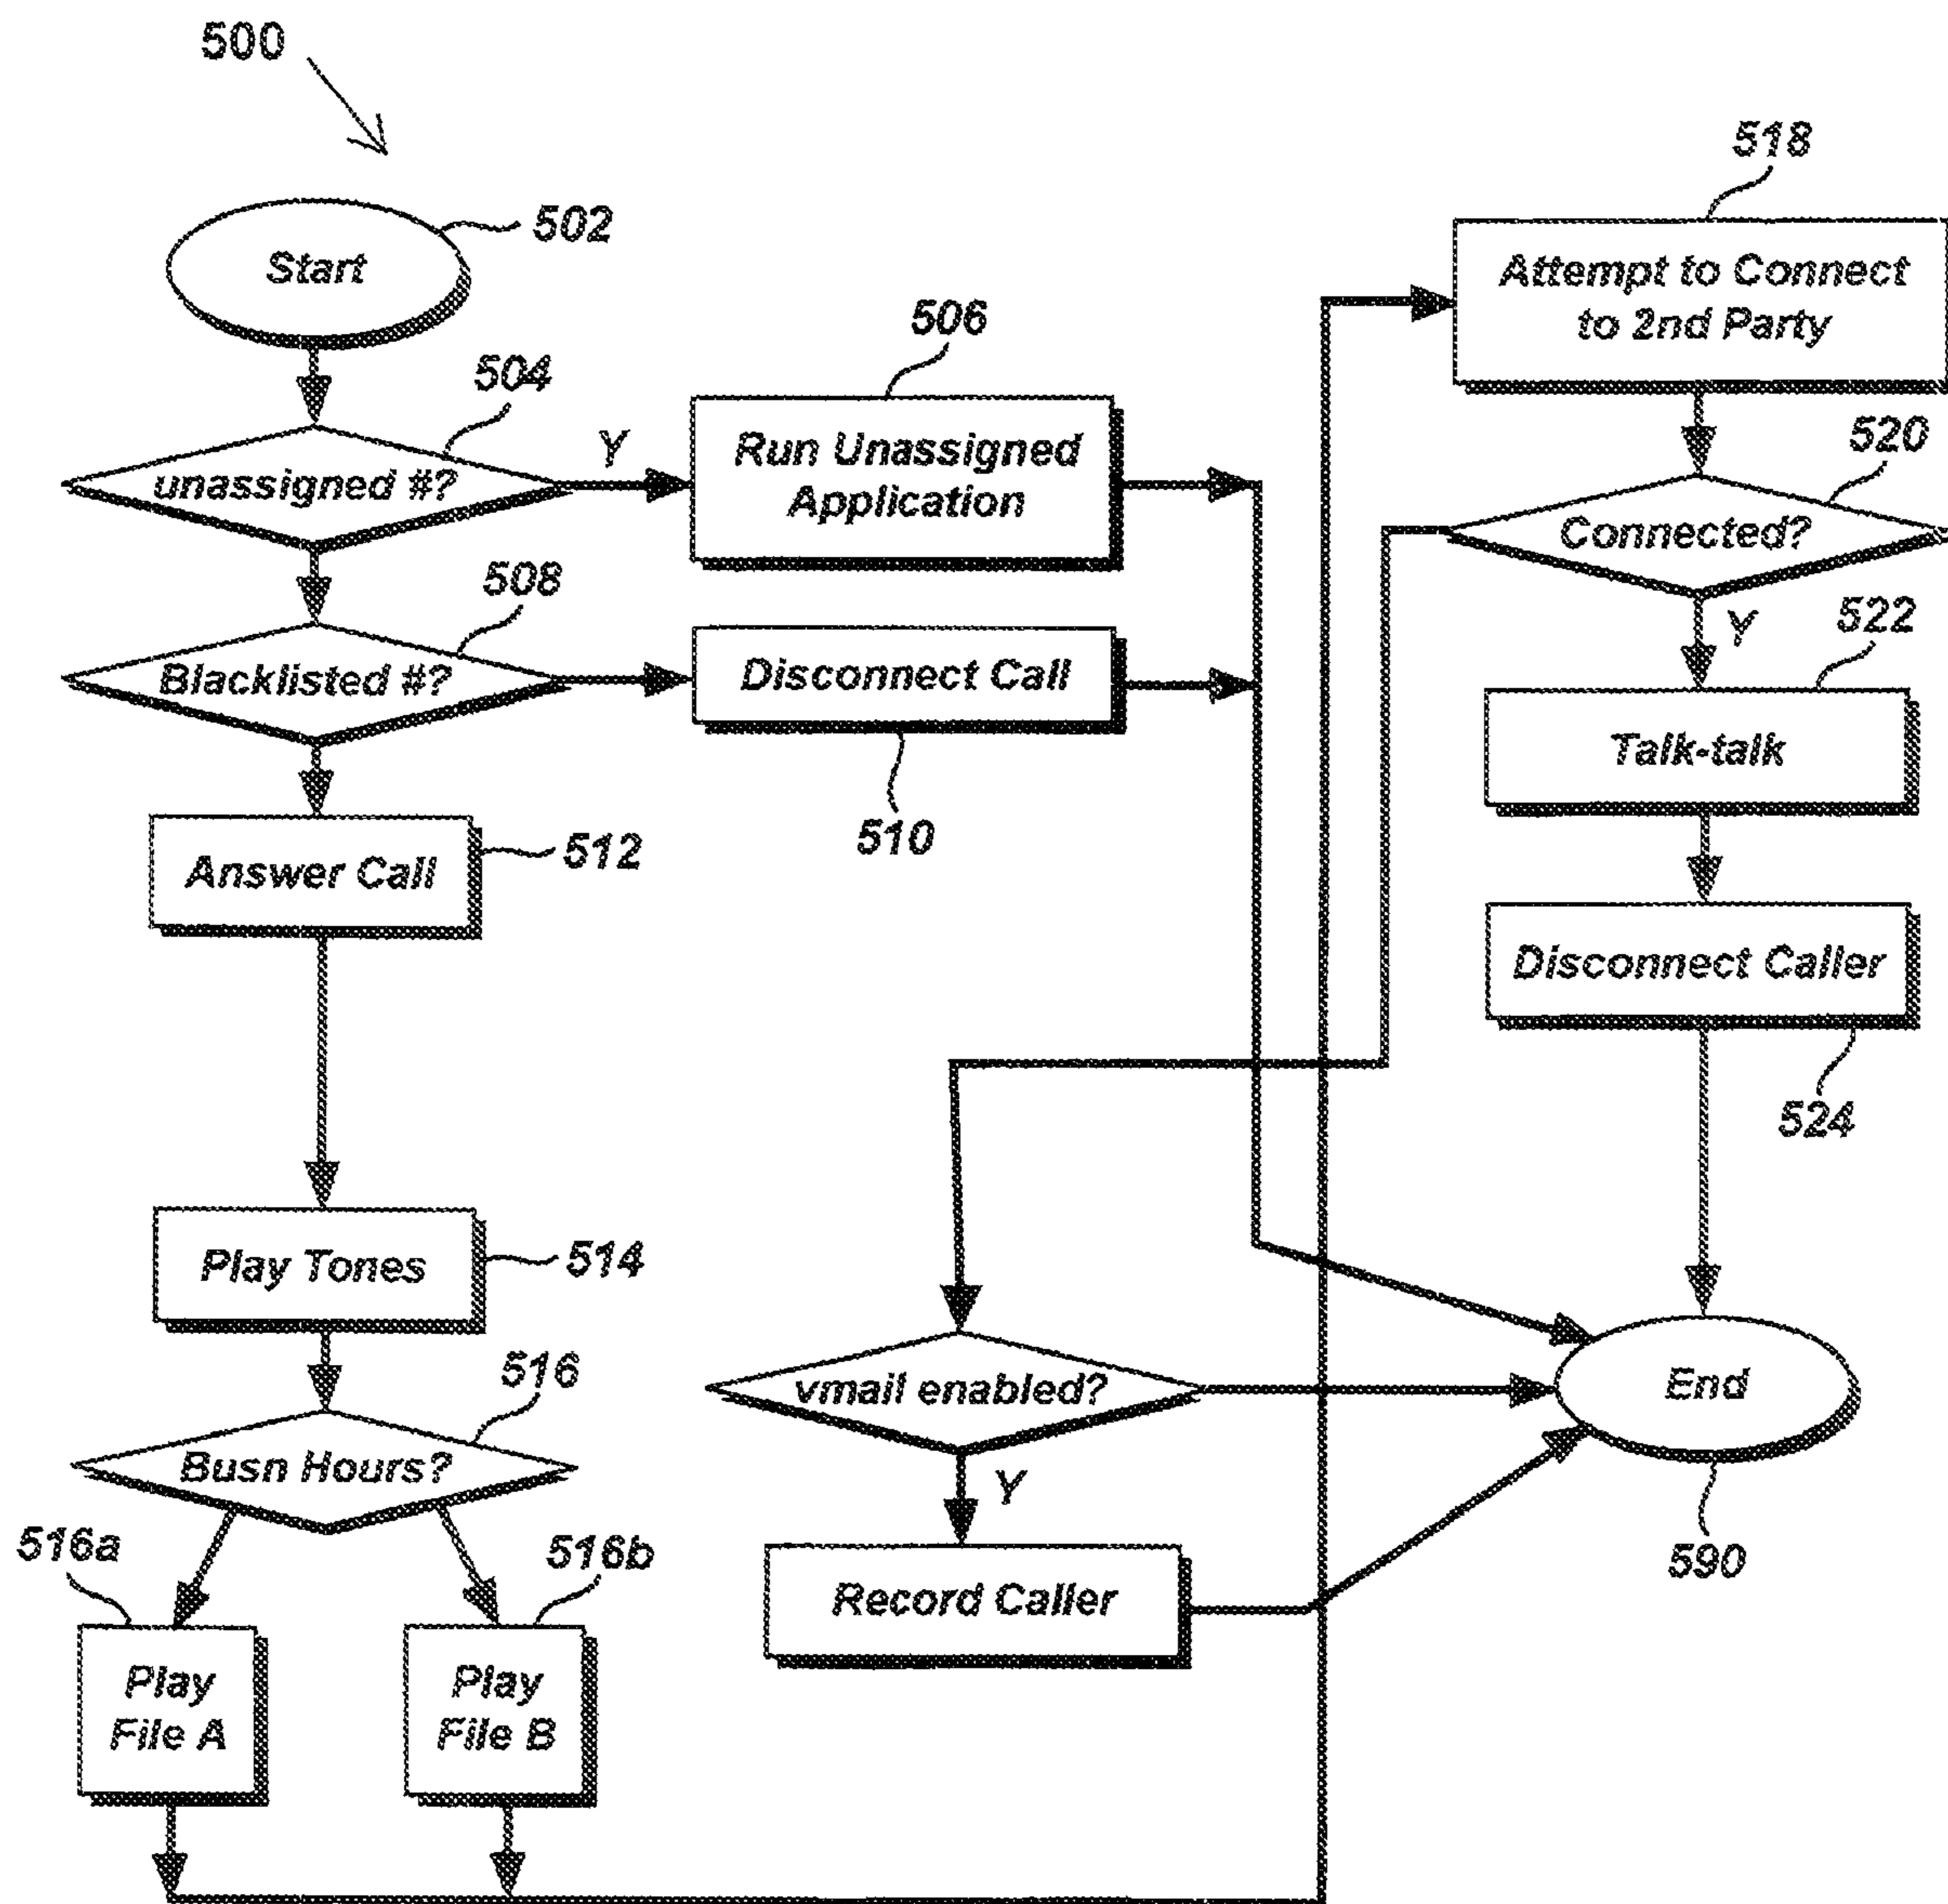 500
502
Start
504
unassigned #?
Y
506
Run Unassigned
Application
508
Blacklisted #?
Disconnect Call
510
Answer Call
512
Play Tones
514
516
Busn Hours?
516a
Play
File A
516b
Play
File B
518
Attempt to Connect
to 2nd Party
520
Connected?
Y
522
Talk-talk
Disconnect Caller
524
vmail enabled?
Y
Record Caller
End
590